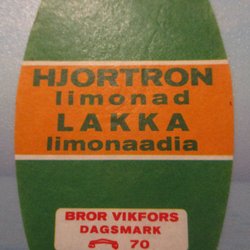 HJORTRON
limonad
LAKKA
limonaadia
BROR VIKFORS
DAGSMARK
70